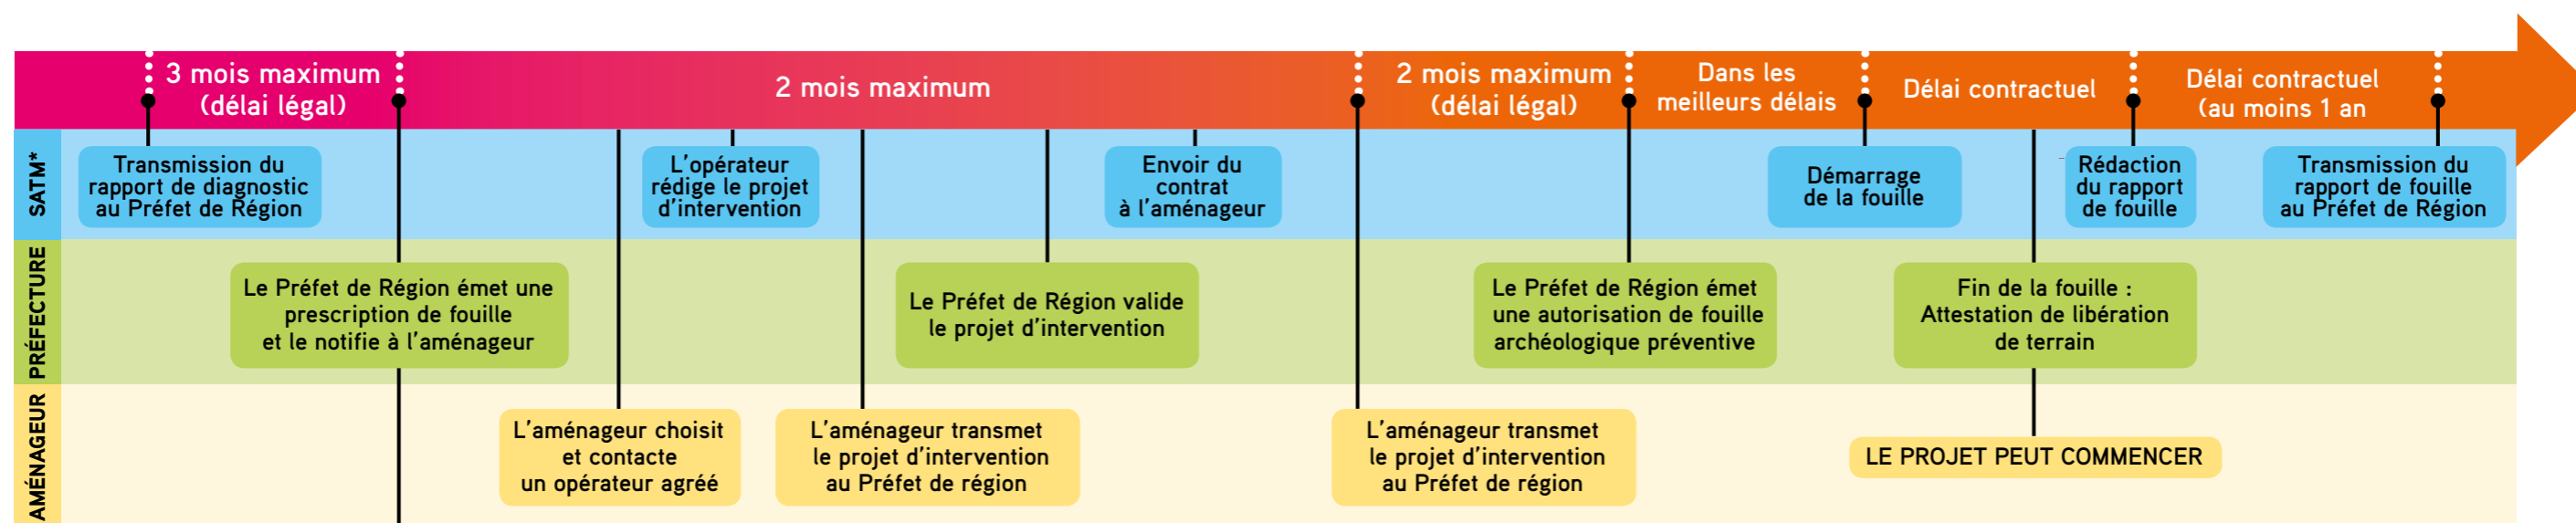 3 mois maximum
(délai légal)
2 mois maximum
2 mois maximum
(délai légal)
Dans les
meilleurs délais
Délai contractuel
Délai contractuel
(au moins 1 an
SATM*
Transmission du
rapport de diagnostic
au Préfet de Région
L'opérateur
rédige le projet
d'intervention
Envoir du
contrat
à l'aménageur
Démarrage
de la fouille
Rédaction
du rapport
de fouille
Transmission du
rapport de fouille
au Préfet de Région
PRÉFECTURE
Le Préfet de Région émet une
prescription de fouille
et le notifie à l'aménageur
Le Préfet de Région valide
le projet d'intervention
Le Préfet de Région émet
une autorisation de fouille
archéologique préventive
Fin de la fouille :
Attestation de libération
de terrain
AMÉNAGEUR
L'aménageur choisit
et contacte
un opérateur agréé
L'aménageur transmet
le projet d'intervention
au Préfet de région
L'aménageur transmet
le projet d'intervention
au Préfet de région
LE PROJET PEUT COMMENCER